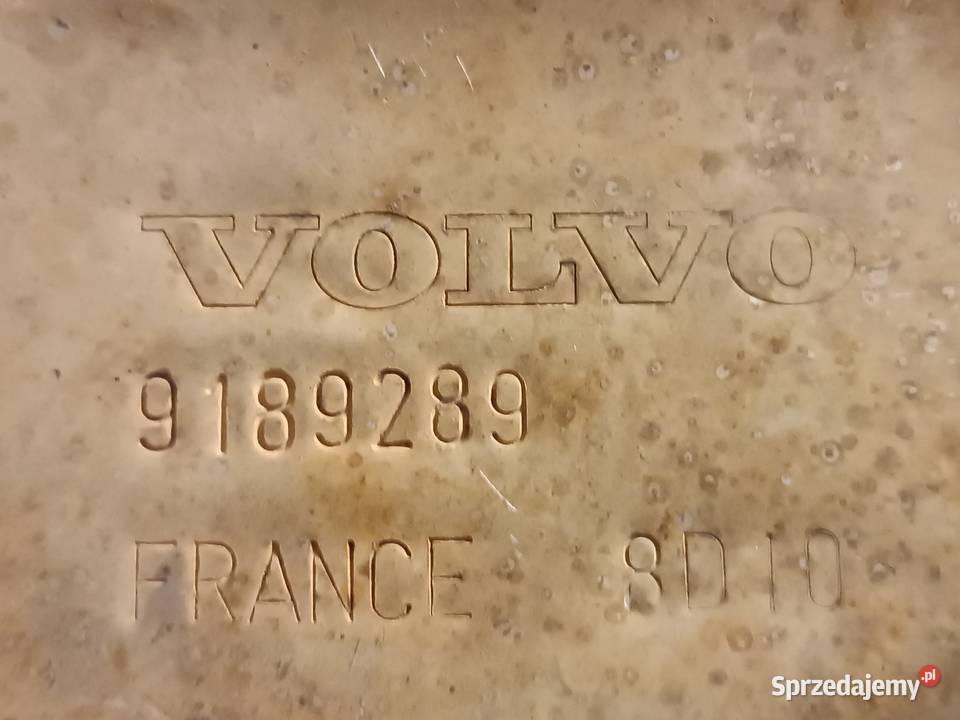 VOLVO
9189289
FRANCE 8D10
Sprzedajemy.pl